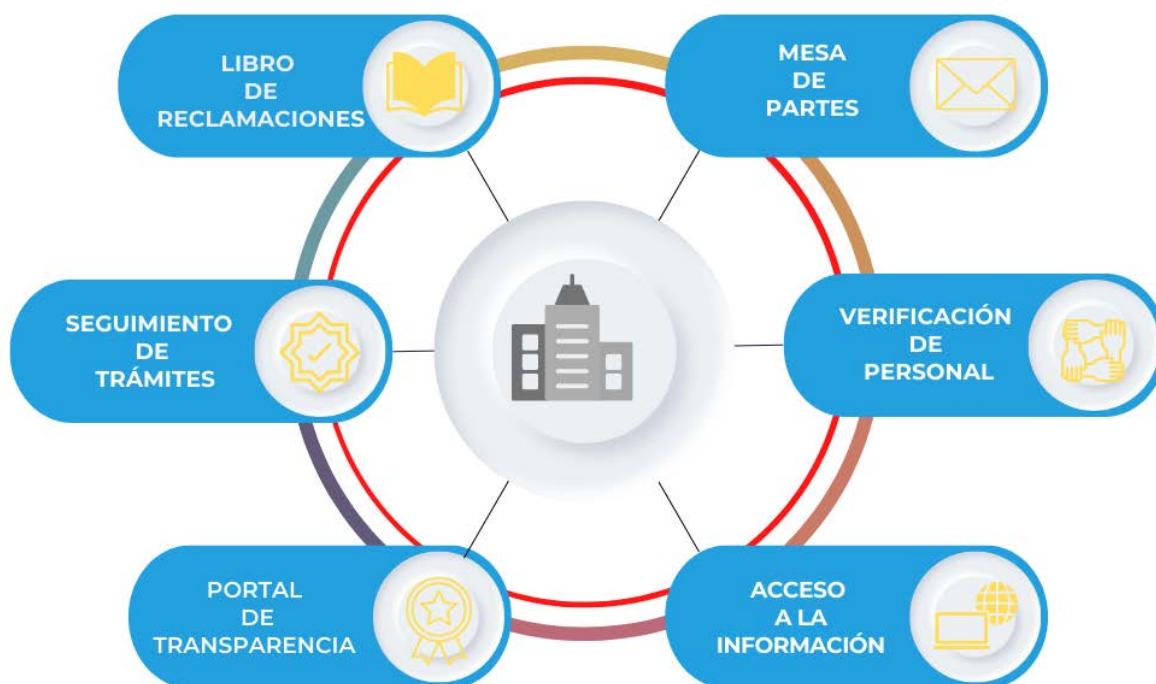 LIBRO
DE
RECLAMACIONES
MESA
DE
PARTES
SEGUIMIENTO
DE
TRÁMITES
VERIFICACIÓN
DE
PERSONAL
PORTAL
DE
TRANSPARENCIA
ACCESO
A LA
INFORMACIÓN